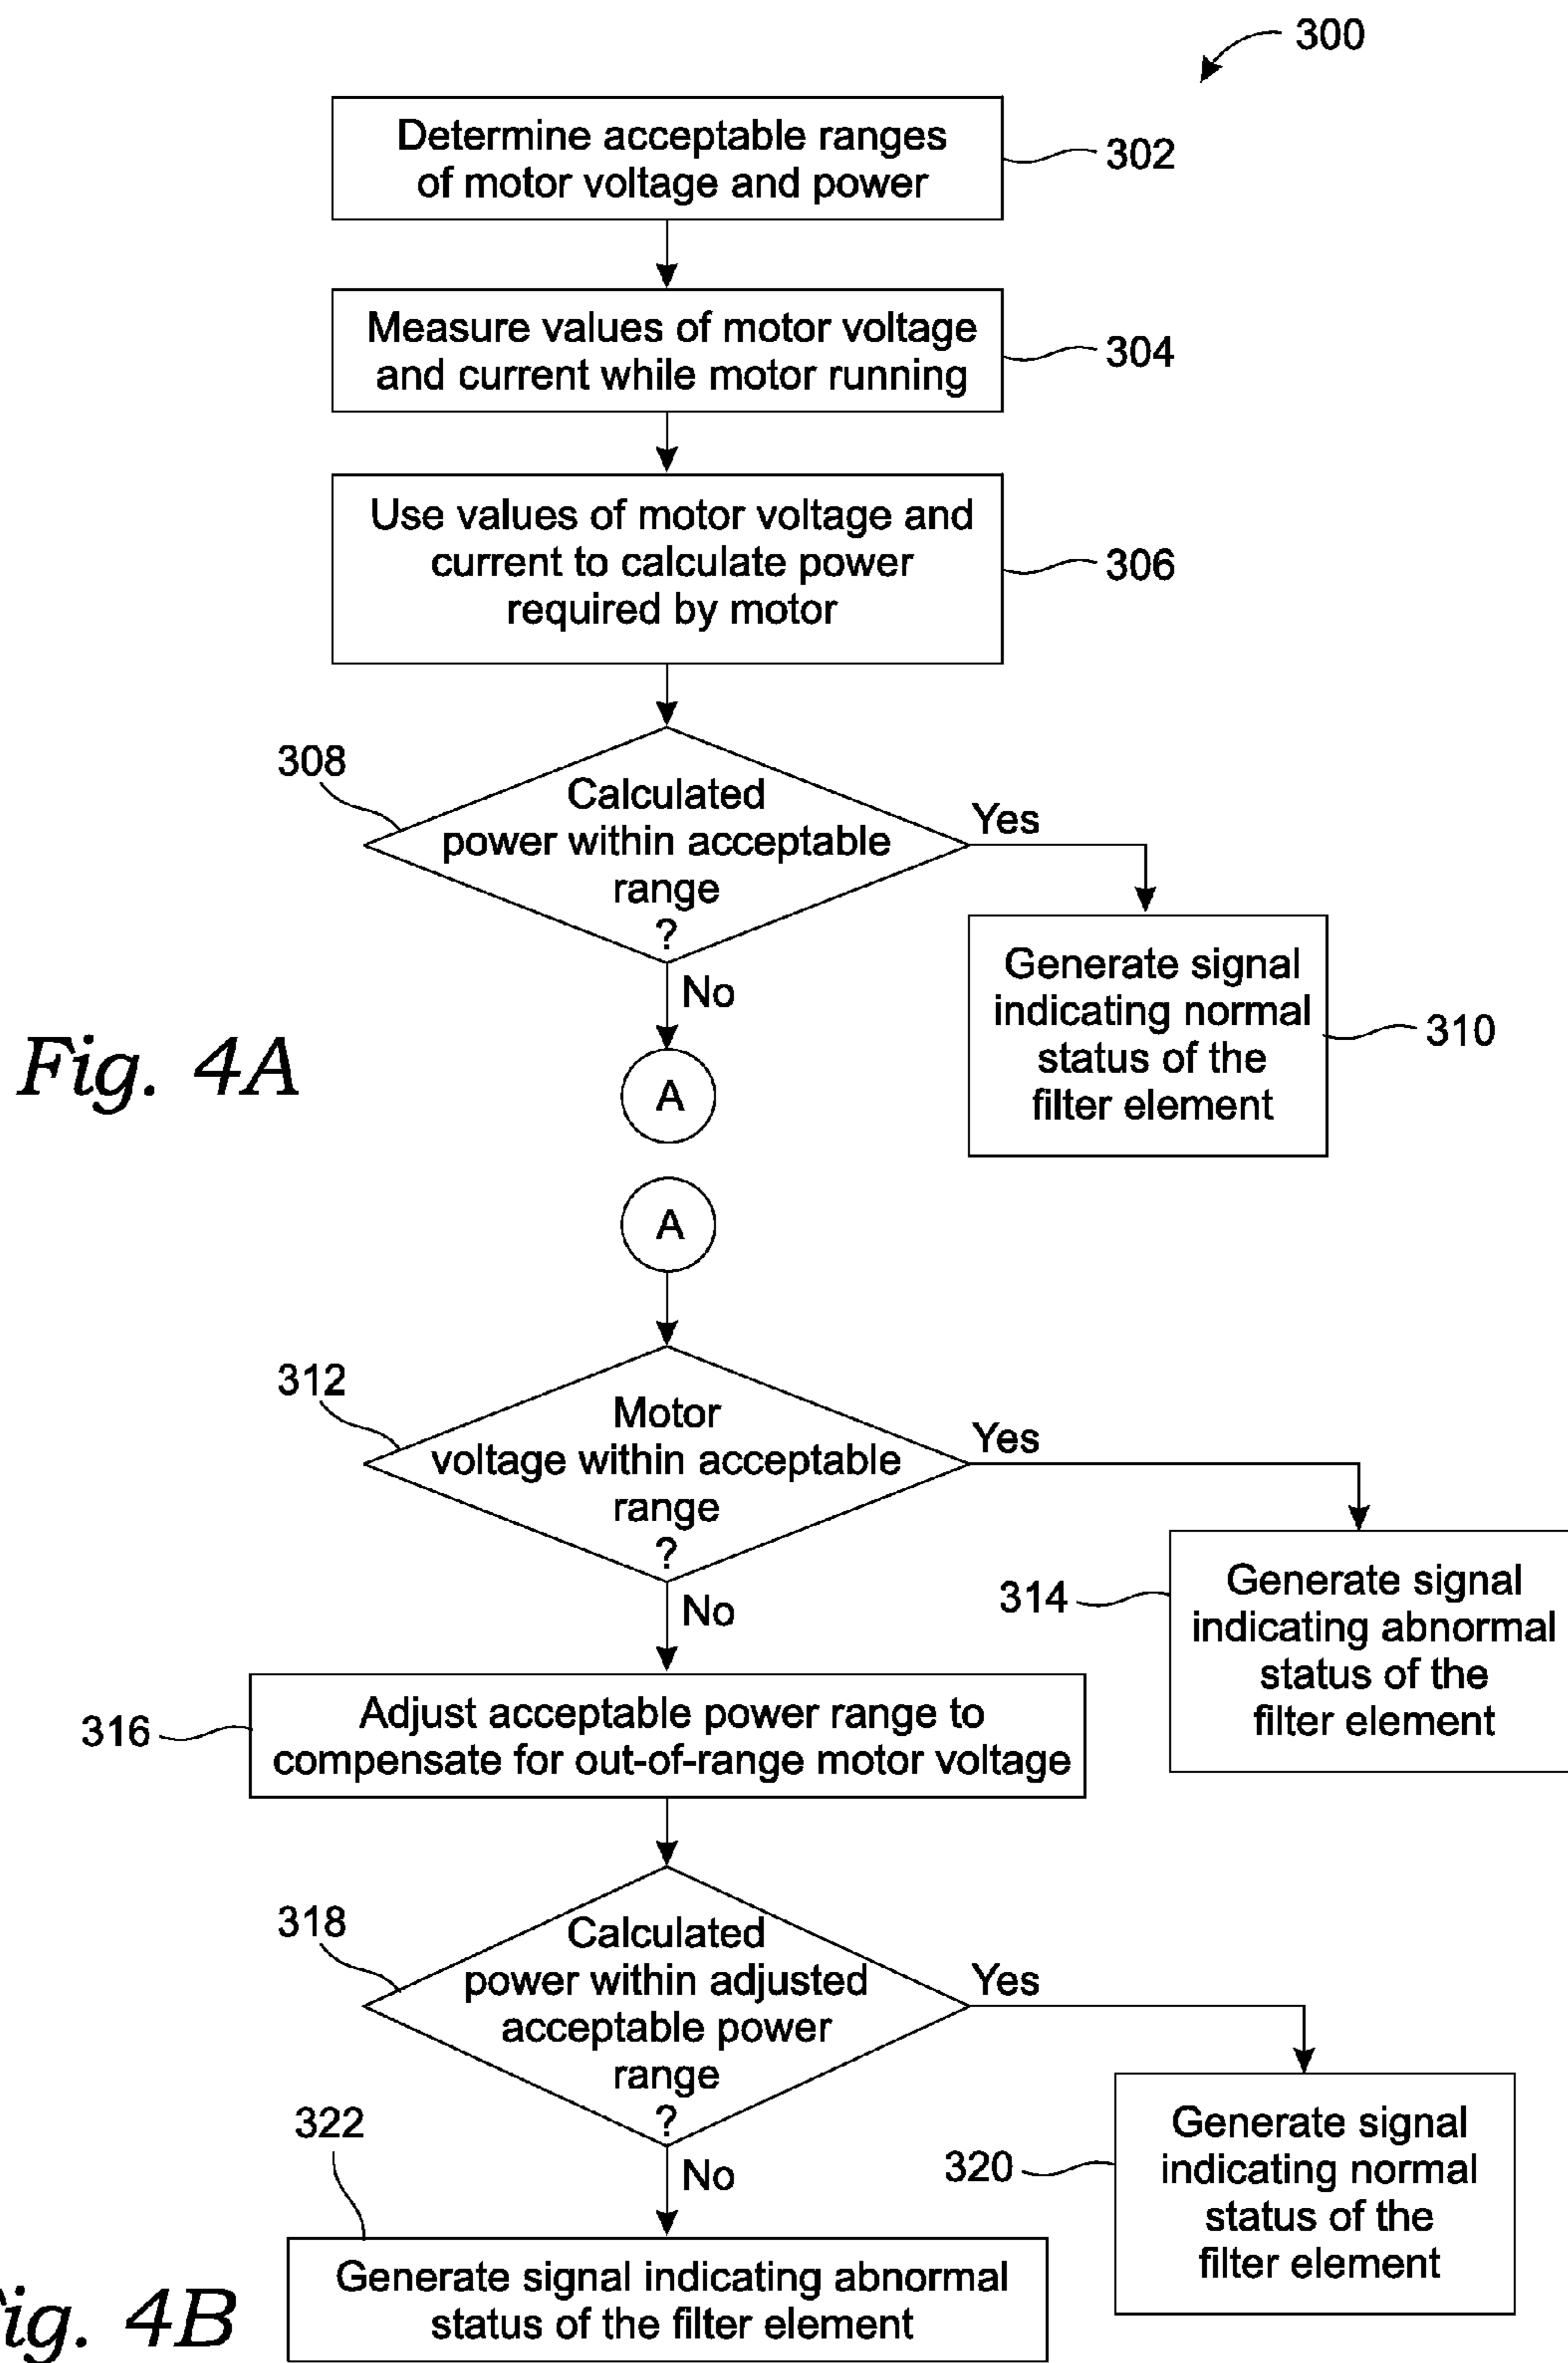 300
Determine acceptable ranges
of motor voltage and power
302
Measure values of motor voltage
and current while motor running
304
Use values of motor voltage and
current to calculate power
required by motor
306
308
Calculated
power within acceptable
range
?
Yes
No
Generate signal
indicating normal
status of the
filter element
310
Fig. 4A
A
A
312
Motor
voltage within acceptable
range
?
Yes
No
314
Generate signal
indicating abnormal
status of the
filter element
316
Adjust acceptable power range to
compensate for out-of-range motor voltage
318
Calculated
power within adjusted
acceptable power
range
?
Yes
No
320
Generate signal
indicating normal
status of the
filter element
322
Generate signal indicating abnormal
status of the filter element
ig. 4B